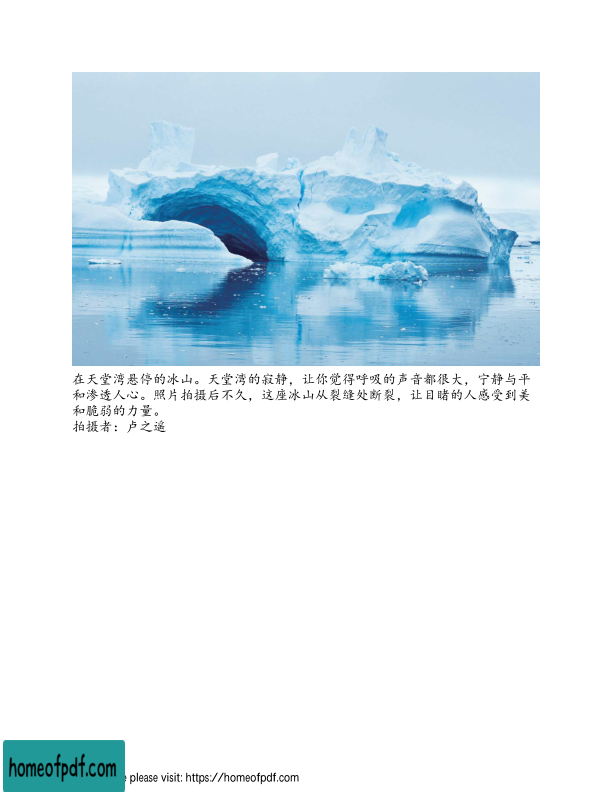 在天堂湾悬停的冰山。天堂湾的寂静，让你觉得呼吸的声音都很大，宁静与平
和渗透人心。照片拍摄后不久，这座冰山从裂缝处断裂，让目睹的人感受到美
和脆弱的力量。
拍摄者：卢之遥
homeofpdf.com
please visit: https://homeofpdf.com